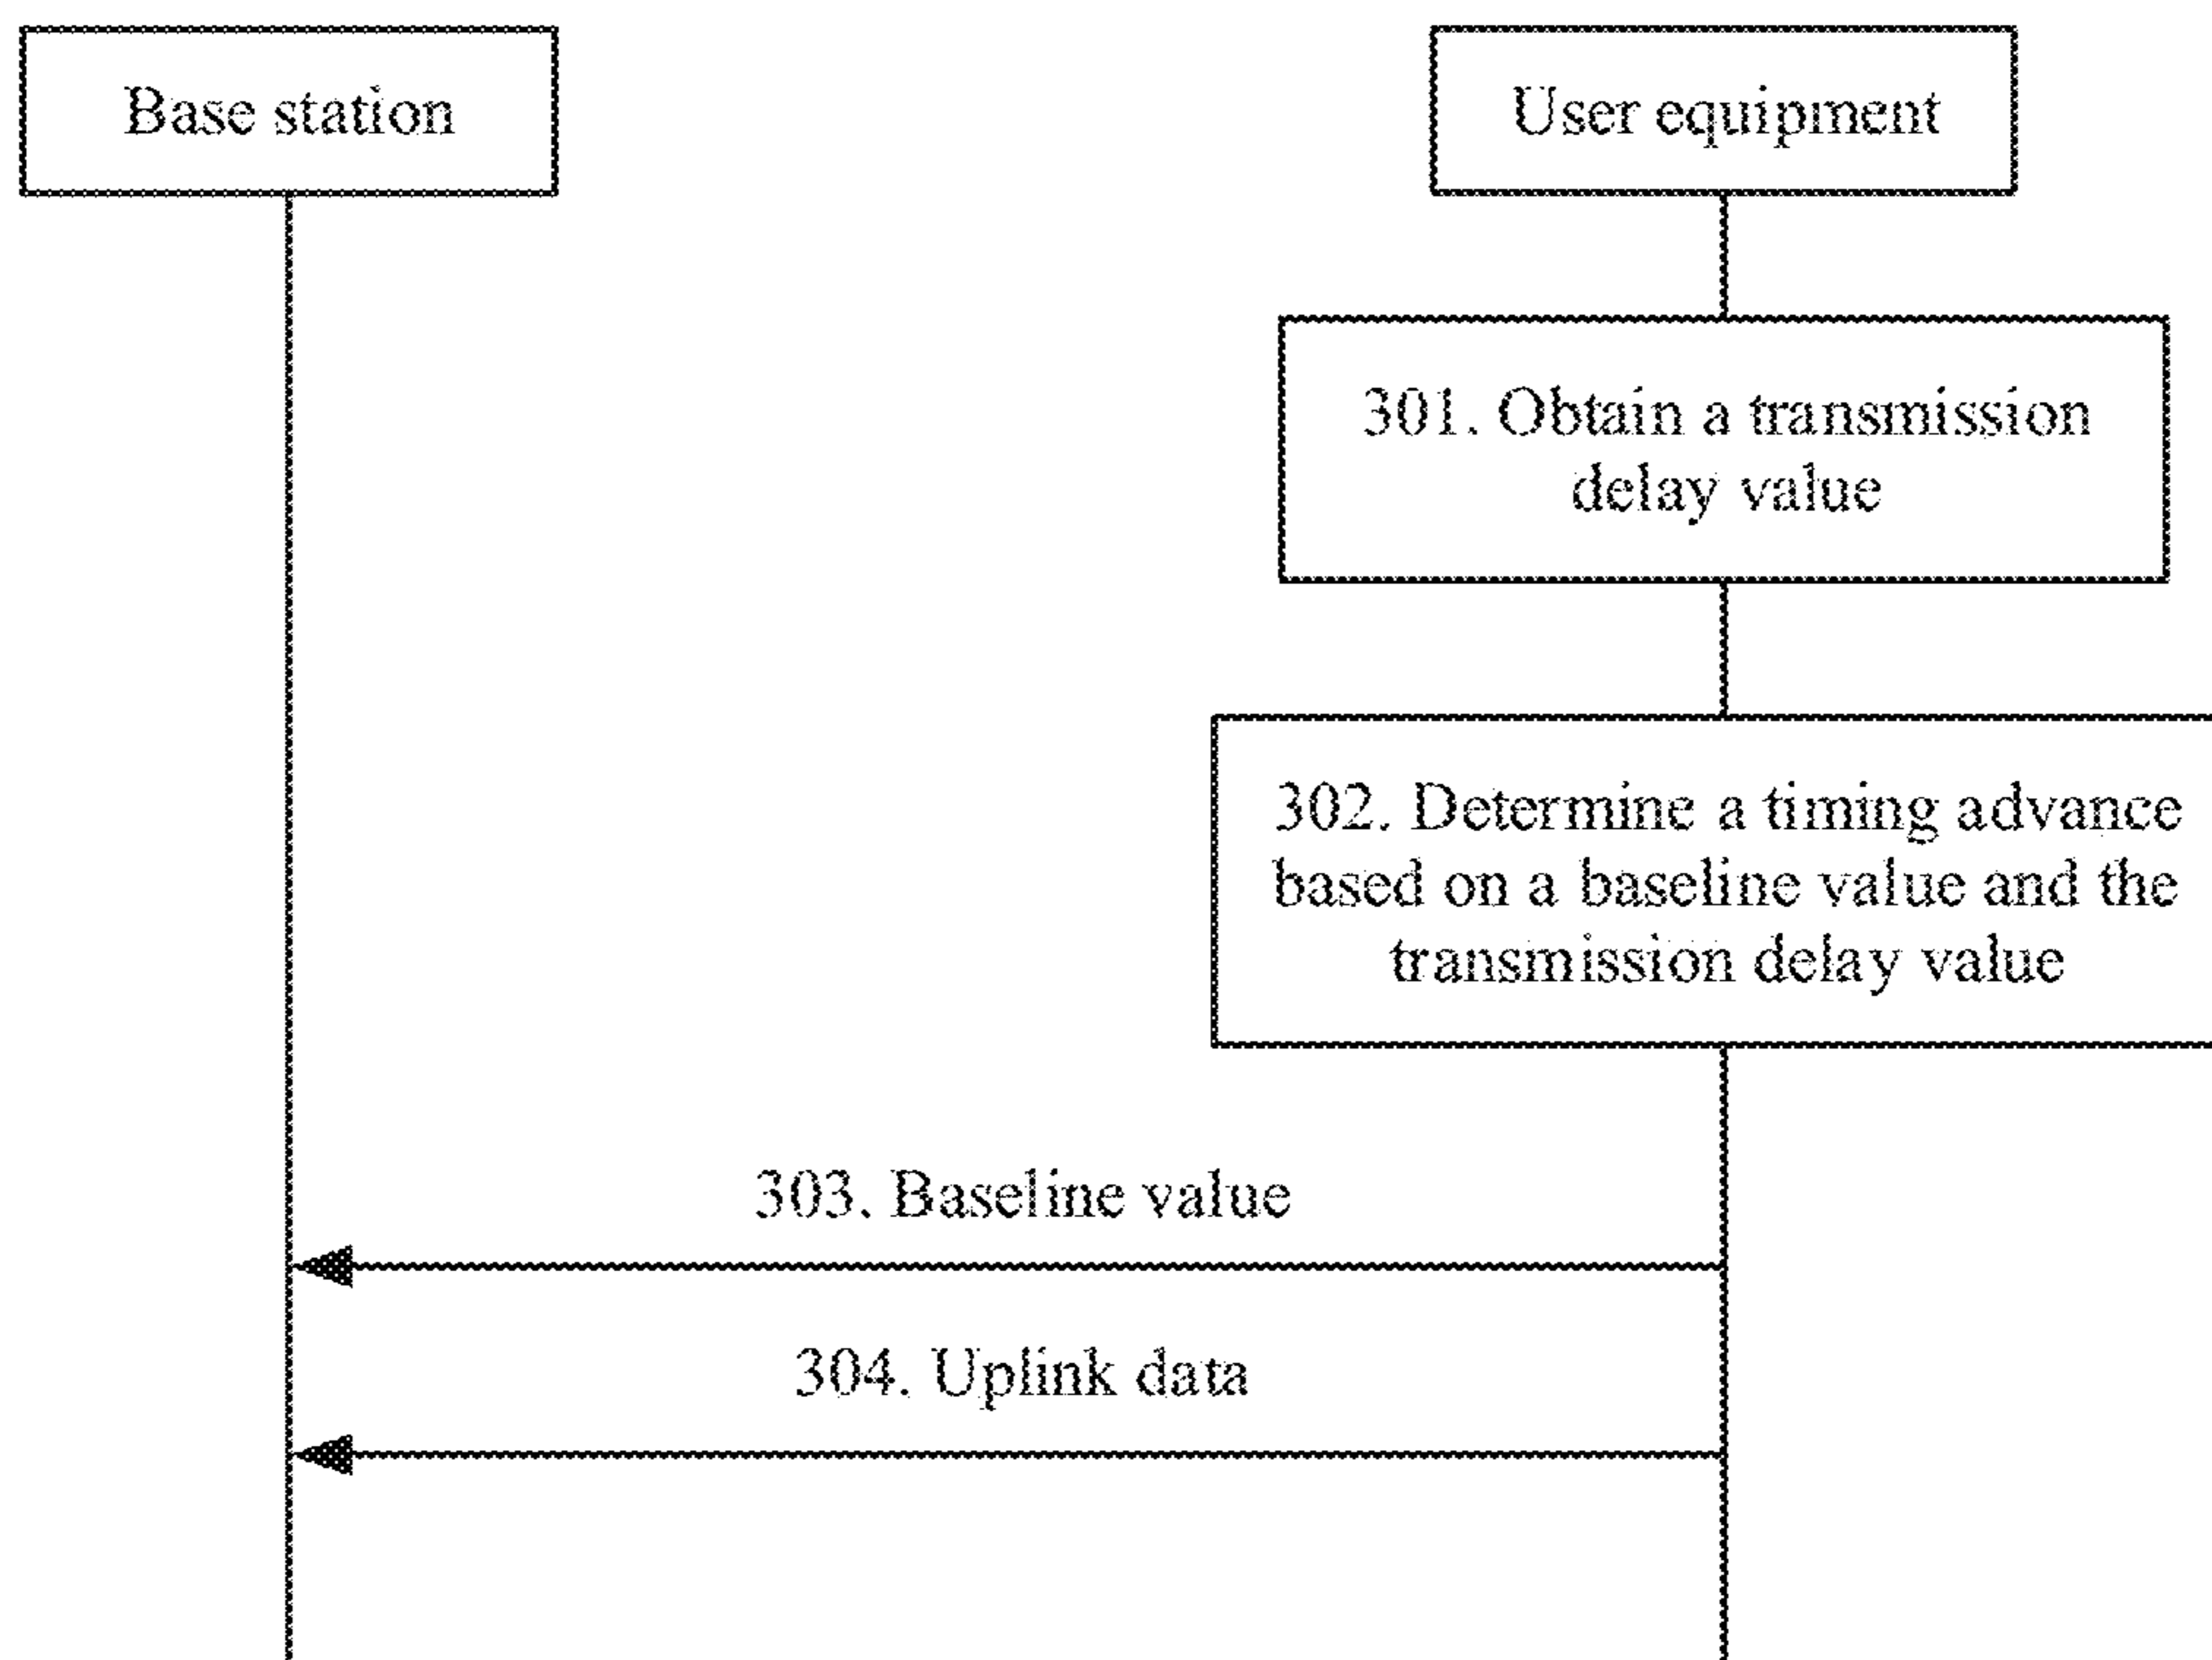 Base station
User equipment
301. Obtain a transmission
delay value
302. Determine a timing advance
based on a baseline value and the
transmission delay value
303. Baseline value
304. Uplink data